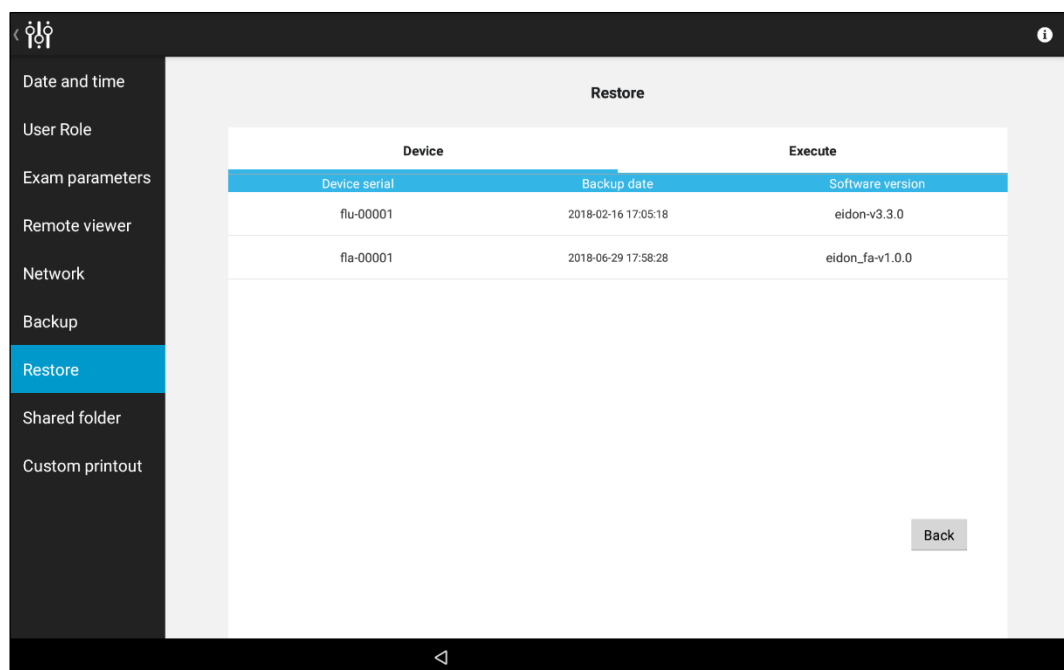 Date and time
User Role
Exam parameters
Remote viewer
Network
Backup
Restore
Shared folder
Custom printout
Restore
Device Execute
Device serial Backup date Software version
flu-00001 2018-02-16 17:05:18 eidon-v3.3.0
fla-00001 2018-06-29 17:58:28 eidon_fa-v1.0.0
Back